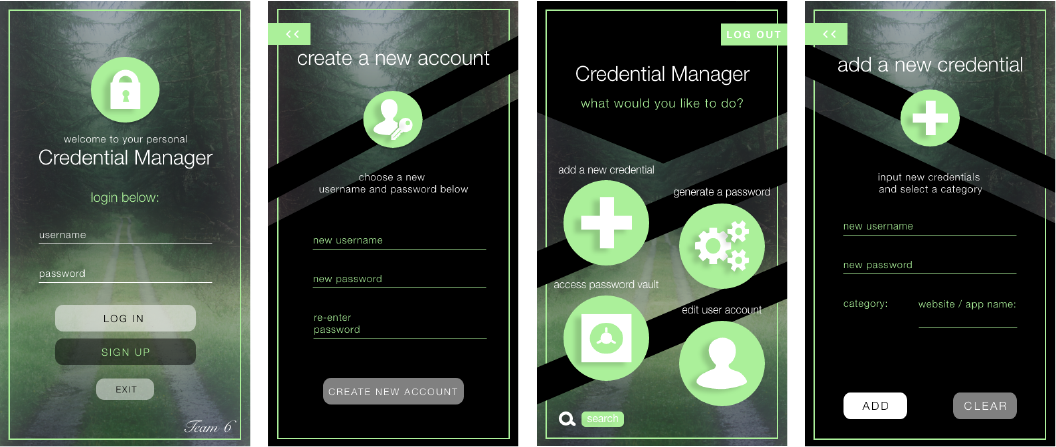 welcome to your personal
Credential Manager
login below:
username
password
LOG IN
SIGN UP
EXIT
Team 6
<<
create a new account
choose a new
username and password below
new username
new password
re-enter
password
CREATE NEW ACCOUNT
LOG OUT
Credential Manager
what would you like to do?
add a new credential
generate a password
access password vault
edit user account
search
<<
add a new credential
input new credentials
and select a category
new username
new password
category:
website / app name:
ADD
CLEAR